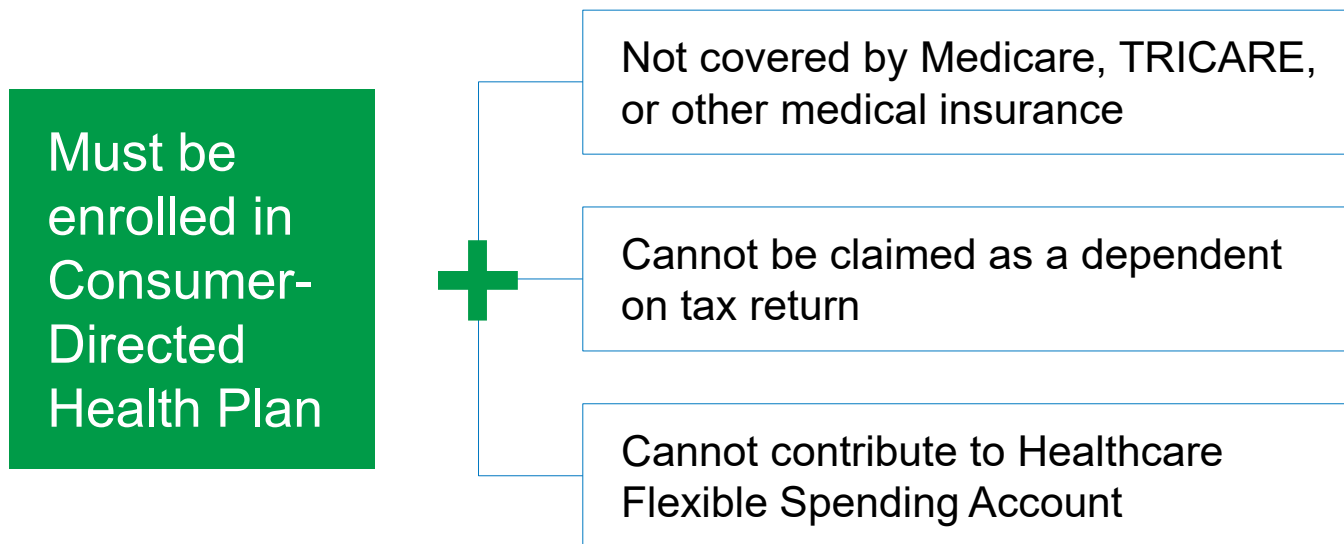 Must be
enrolled in
Consumer-
Directed
Health Plan
Not covered by Medicare, TRICARE,
or other medical insurance
Cannot be claimed as a dependent
on tax return
Cannot contribute to Healthcare
Flexible Spending Account